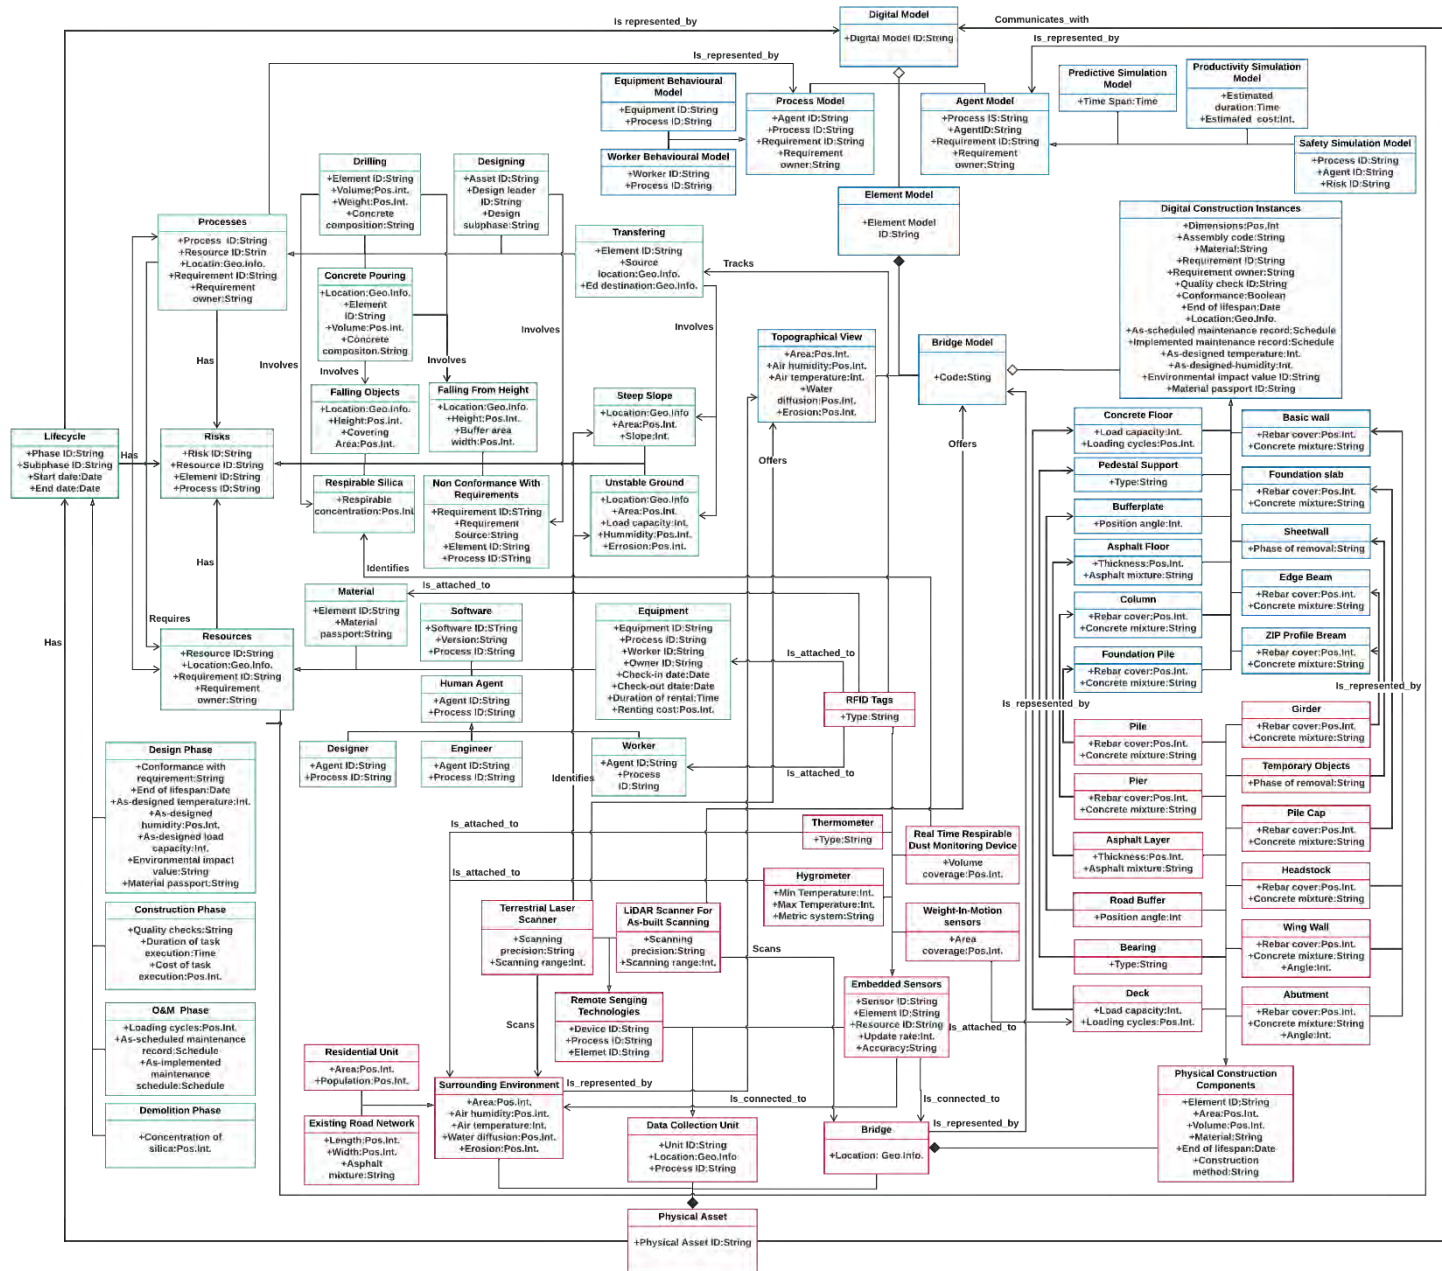 Is represented_by
Digital Model
+Digital Model ID:String
Communicates_with
Is_represented_by
Is_represented_by
Equipment Behavioural
Model
+Equipment ID:String
+Process ID:String
Worker Behavioural Model
+Worker ID:String
+Process ID:String
Process Model
+Agent ID:String
+Process ID:String
+Requirement ID:String
+Requirement
owner:String
Agent Model
+Process IS:String
+AgentID:String
+Requirement ID:String
+Requirement
owner:String
Predictive Simulation
Model
+Time Span:Time
Productivity Simulation
Model
+Estimated
duration:Time
+Estimated cost:Int.
Safety Simulation Model
+Process ID:String
+Agent ID:String
+Risk ID:String
Drilling
+Element ID:String
+Volume:Pos.int.
+Weight:Pos.Int.
+Concrete
composition:String
Designing
+Asset ID:String
+Design leader
ID:String
+Design
subphase:String
Element Model
+Element Model
ID:String
Digital Construction Instances
+Dimensions:Pos.Int
+Assembly code:String
+Material:String
+Requirement ID:String
+Requirement owner:String
+Quality check ID:String
+Conformance:Boolean
+End of lifespan:Date
+Location:Geo.Info.
+As-scheduled maintenance record:Schedule
+Implemented maintenance record:Schedule
+As-designed temperature:Int.
+As-designed-humidity:Int.
+Environmental impact value ID:String
+Material passport ID:String
Processes
+Process ID:String
+Resource ID:Strin
+Locatin:Geo.Info.
+Requirement ID:String
+Requirement
owner:String
Transfering
+Element ID:String
+Source
location:Geo.Info.
+Ed destination:Geo.Info.
Tracks
Concrete Pouring
+Location:Geo.Info.
+Element
ID:String
+Volume:Pos.int.
+Concrete
compositon:String
Involves
Involves
Has
Involves
Involves
Topographical View
+Area:Pos.Int.
+Air humidity:Pos.Int.
+Air temperature:Int.
+Water
diffusion:Pos.Int.
+Erosion:Pos.Int.
Bridge Model
+Code:Sting
Falling Objects
+Location:Geo.Info.
+Height:Pos.Int.
+Covering
Area:Pos.Int.
Falling From Height
+Location:Geo.Info.
+Height:Pos.Int.
+Buffer area
width:Pos.Int.
Steep Slope
+Location:Geo.Info
+Area:Pos.Int.
+Slope:Int.
Offers
Offers
Lifecycle
+Phase ID:String
+Subphase ID:String
+Start date:Date
+End date:Date
Has
Risks
+Risk ID:String
+Resource ID:String
+Element ID:String
+Process ID:String
Respirable Silica
+Respirable
concentration:Pos.Int
Non Conformance With
Requirements
+Requirement ID:STring
+Requirement
Source:String
+Element ID:String
+Process ID:STring
Unstable Ground
+Location:Geo.Info
+Area:Pos.Int.
+Load capacity:Int.
+Hummidity:Pos.Int.
+Errosion:Pos.Int.
Concrete Floor
+Load capacity:Int.
+Loading cycles:Pos.Int.
Basic wall
+Rebar cover:Pos.Int.
+Concrete mixture:String
Pedestal Support
+Type:String
Foundation slab
+Rebar cover:Pos.Int.
+Concrete mixture:String
Bufferplate
+Position angle:Int.
Sheetwall
+Phase of removal:String
Asphalt Floor
+Thickness:Pos.Int.
+Asphalt mixture:String
Edge Beam
+Rebar cover:Pos.Int.
+Concrete mixture:String
Column
+Rebar cover:Pos.Int.
+Concrete mixture:String
ZIP Profile Bream
+Rebar cover:Pos.Int.
+Concrete mixture:String
Foundation Pile
+Rebar cover:Pos.Int.
+Concrete mixture:String
Has
Identifies
Is_attached_to
Requires
Has
Material
+Element ID:String
+Material
passport:String
Software
+Software ID:STring
+Version:String
+Process ID:String
Equipment
+Equipment ID:String
+Process ID:String
+Worker ID:String
+Owner ID:String
+Check-in date:Date
+Check-out dtate:Date
+Duration of rental:Time
+Renting cost:Pos.Int.
Resources
+Resource ID:String
+Location:Geo.Info.
+Requirement ID:String
+Requirement
owner:String
Human Agent
+Agent ID:String
+Process ID:String
Is_attached_to
RFID Tags
+Type:String
Is_represented_by
Is_represented_by
Designer
+Agent ID:String
+Process ID:String
Engineer
+Agent ID:String
+Process ID:String
Worker
+Agent ID:String
+Process
ID:String
Identifies
Is_attached_to
Pile
+Rebar cover:Pos.Int.
+Concrete mixture:String
Girder
+Rebar cover:Pos.Int.
+Concrete mixture:String
Pier
+Rebar cover:Pos.Int.
+Concrete mixture:String
Temporary Objects
+Phase of removal:String
Asphalt Layer
+Thickness:Pos.Int.
+Asphalt mixture:String
Pile Cap
+Rebar cover:Pos.Int.
+Concrete mixture:String
Road Buffer
+Position angle:Int
Headstock
+Rebar cover:Pos.Int.
+Concrete mixture:String
Bearing
+Type:String
Wing Wall
+Rebar cover:Pos.Int.
+Concrete mixture:String
+Angle:Int.
Deck
+Load capacity:Int.
+Loading cycles:Pos.Int.
Abutment
+Rebar cover:Pos.Int.
+Concrete mixture:String
+Angle:Int.
Design Phase
+Conformance with
requirement:String
+End of lifespan:Date
+As-designed temperature:Int.
+As-designed
humidity:Pos.Int.
+As-designed load
capacity:Int.
+Environmental impact
value:String
+Material passport:String
Construction Phase
+Quality checks:String
+Duration of task
execution:Time
+Cost of task
execution:Pos.Int.
O&M Phase
+Loading cycles:Pos.Int.
+As-scheduled maintenance
record:Schedule
+As-implemented
maintenance
schedule:Schedule
Demolition Phase
+Concentration of
silica:Pos.Int.
Is_attached_to
Is_attached_to
Thermometer
+Type:String
Real Time Respirable
Dust Monitoring Device
+Volume
coverage:Pos.Int.
Hygrometer
+Min Temperature:Int.
+Max Temperature:Int.
+Metric system:String
Terrestrial Laser
Scanner
+Scanning
precision:String
+Scanning range:Int.
LiDAR Scanner For
As-built Scanning
+Scanning
precision:String
+Scanning range:Int.
Weight-In-Motion
sensors
+Area
coverage:Pos.Int.
Scans
Scans
Remote Senging
Technologies
+Device ID:String
+Process ID:String
+Elemet ID:String
Embedded Sensors
+Sensor ID:String
+Element ID:String
+Resource ID:String
+Update rate:Int.
+Accuracy:String
Is_attached_to
Residential Unit
+Area:Pos.Int.
+Population:Pos.Int.
Existing Road Network
+Length:Pos.Int.
+Width:Pos.Int.
+Asphalt
mixture:String
Surrounding Environment
+Area:Pos.Int.
+Air humidity:Pos.Int.
+Air temperature:Int.
+Water diffusion:Pos.Int.
+Erosion:Pos.Int.
Is_represented_by
Is_connected_to
Is_connected_to
Is_represented_by
Data Collection Unit
+Unit ID:String
+Location:Geo.Info
+Process ID:String
Bridge
+Location: Geo.Info.
Physical Construction
Components
+Element ID:String
+Area:Pos.Int.
+Volume:Pos.Int.
+Material:String
+End of lifespan:Date
+Construction
method:String
Physical Asset
+Physical Asset ID:String